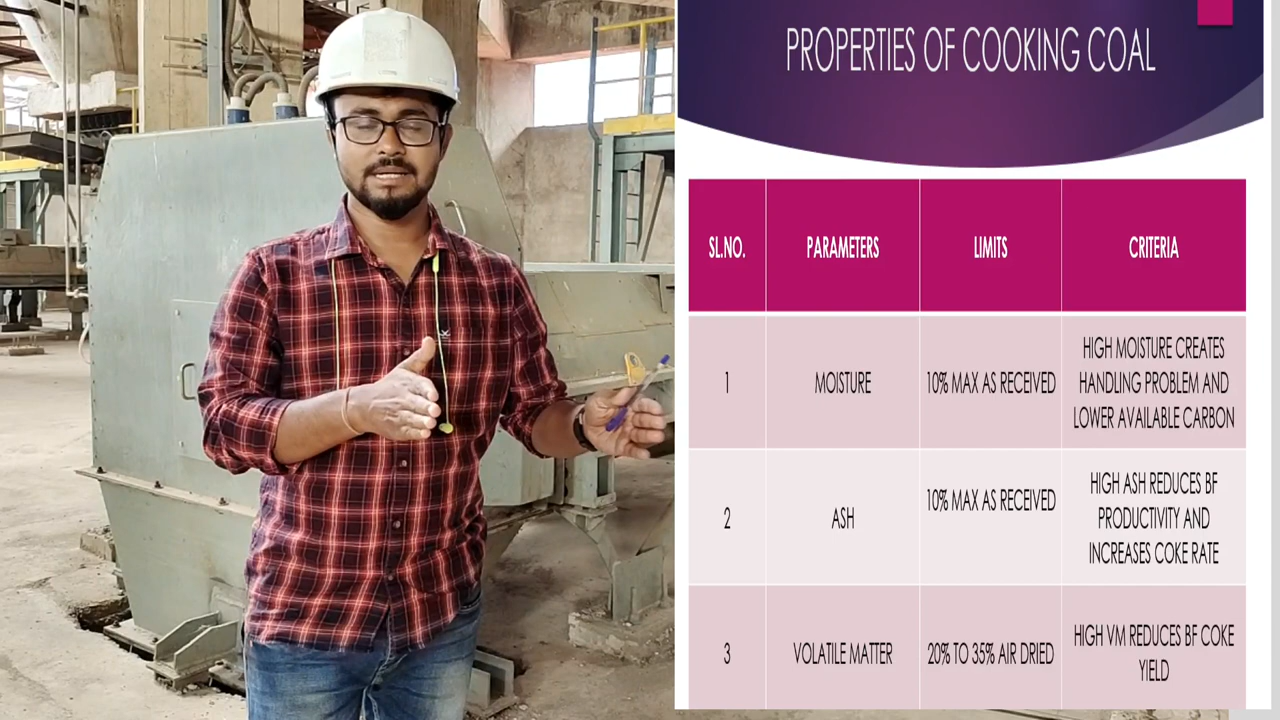 PROPERTIES OF COOKING COAL
SL.NO. PARAMETERS LIMITS CRITERIA
1 MOISTURE 10% MAX AS RECEIVED HIGH MOISTURE CREATES
HANDLING PROBLEM AND
LOWER AVAILABLE CARBON
2 ASH 10% MAX AS RECEIVED HIGH ASH REDUCES BF
PRODUCTIVITY AND
INCREASES COKE RATE
3 VOLATILE MATTER 20% TO 35% AIR DRIED HIGH VM REDUCES BF COKE
YIELD